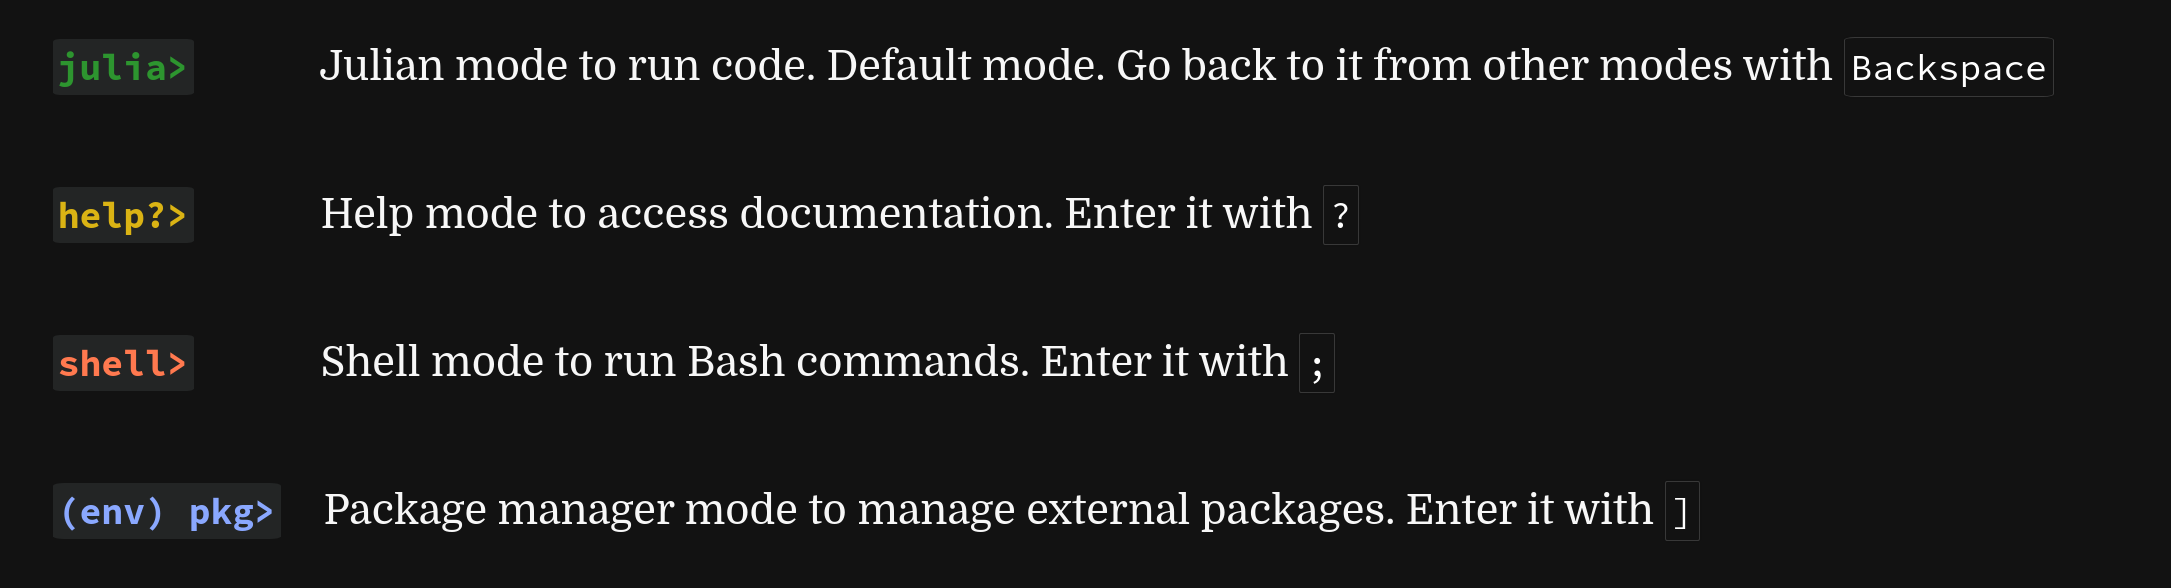 julia> Julian mode to run code. Default mode. Go back to it from other modes with Backspace
help?> Help mode to access documentation. Enter it with ?
shell> Shell mode to run Bash commands. Enter it with ;
(env) pkg> Package manager mode to manage external packages. Enter it with ]